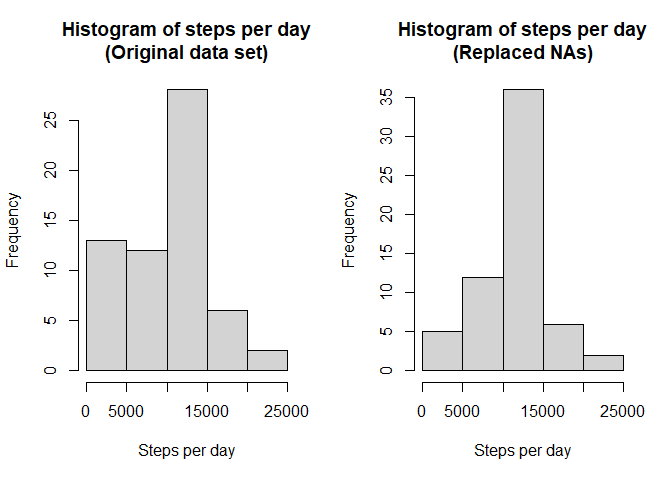 Histogram of steps per day
(Original data set)
Frequency
25
20
15
10
5
0
0 5000 15000 25000
Steps per day
Histogram of steps per day
(Replaced NAs)
Frequency
35
30
25
20
15
10
5
0
0 5000 15000 25000
Steps per day